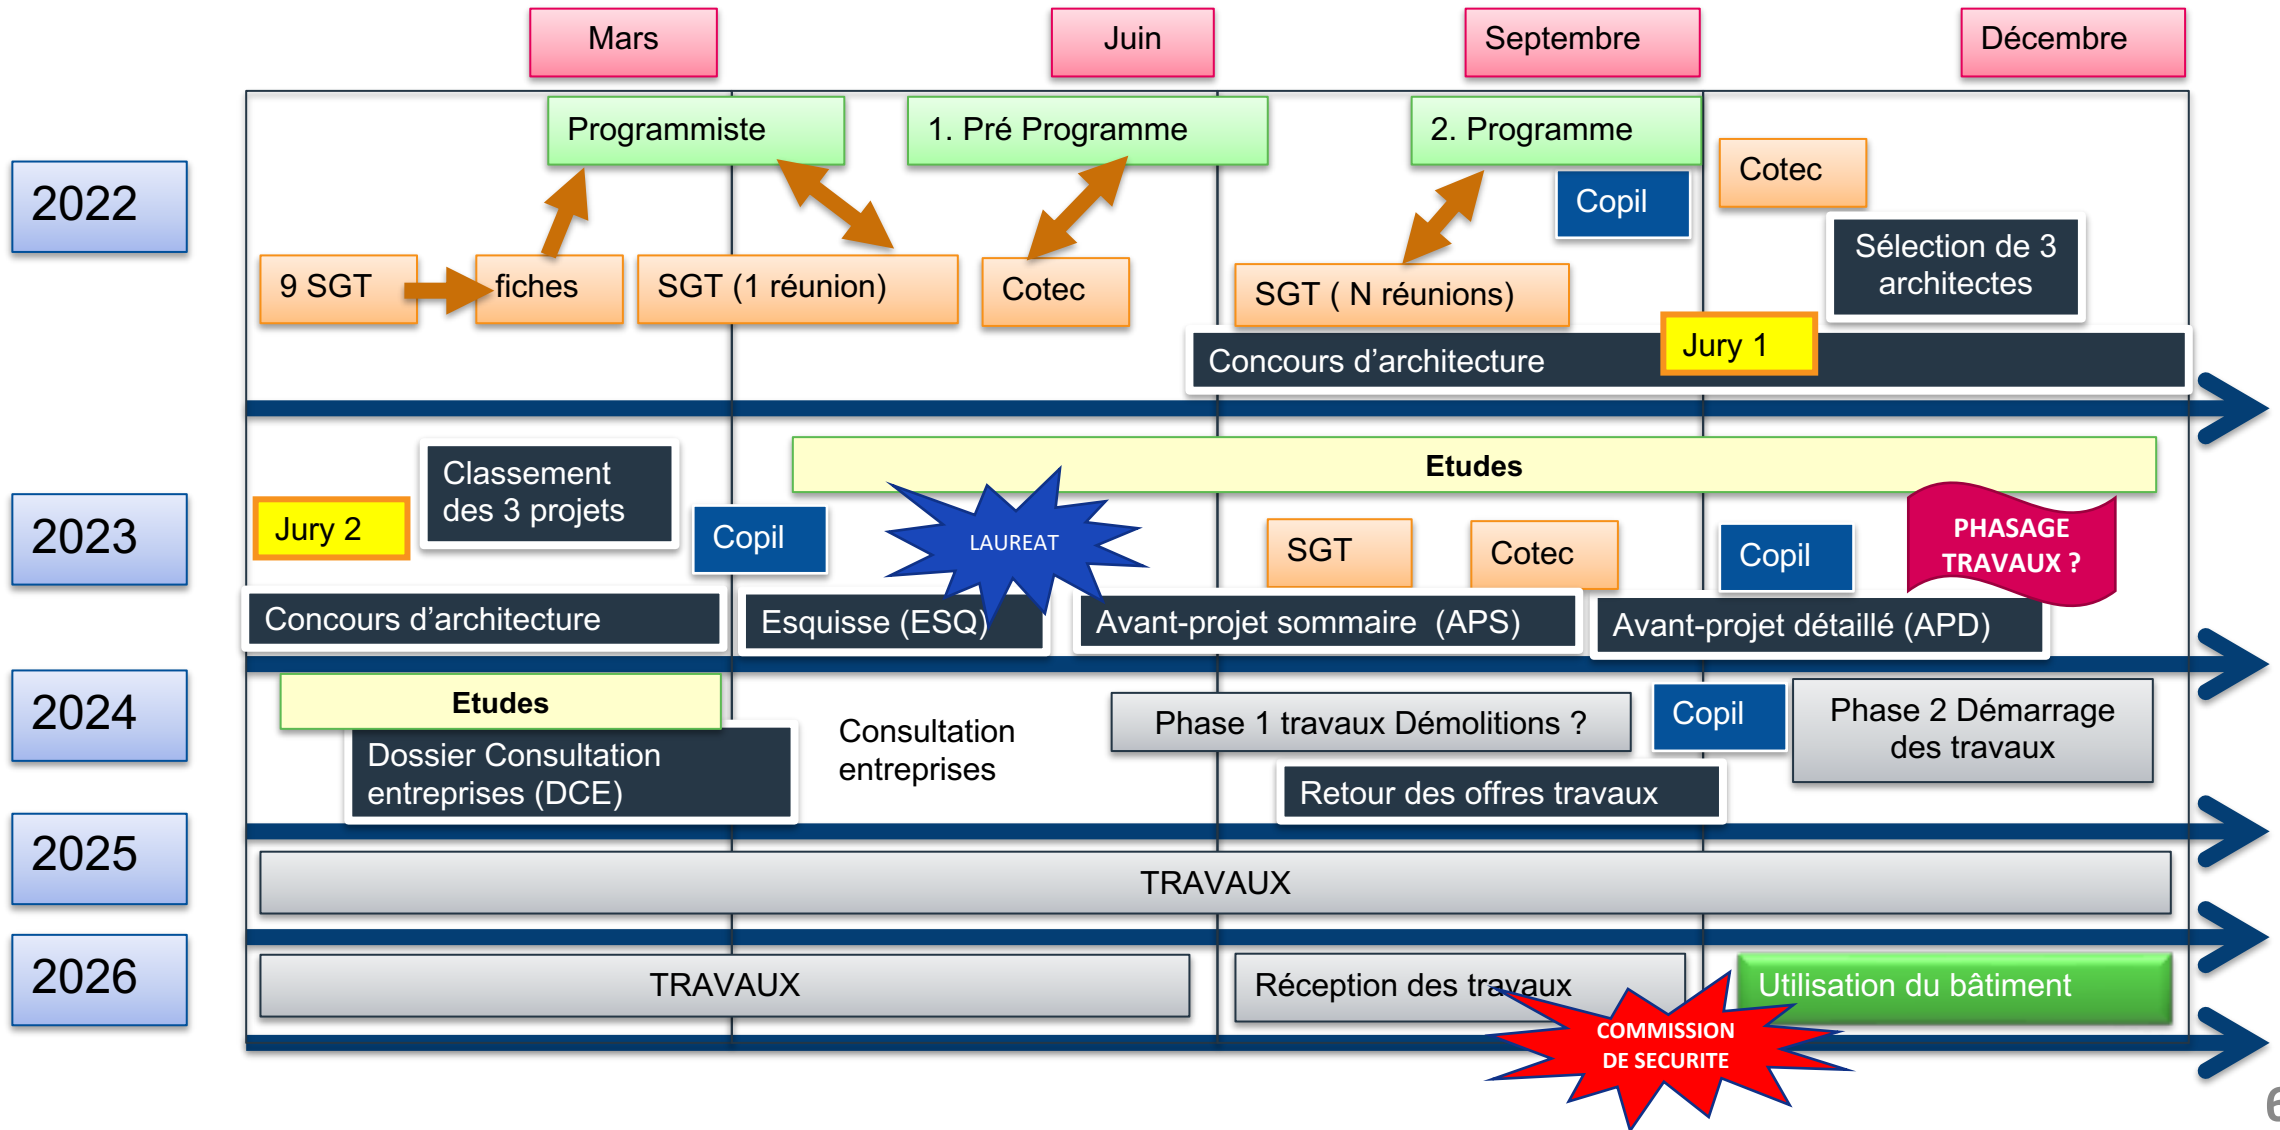 Mars
Juin
Septembre
Décembre
2022
Programmiste
1. Pré Programme
2. Programme
Cotec
Copil
Sélection de 3
architectes
9 SGT
fiches
SGT (1 réunion)
Cotec
SGT ( N réunions)
Jury 1
Concours d’architecture
2023
Etudes
Classement
des 3 projets
Jury 2
Copil
LAUREAT
SGT
Cotec
Copil
PHASAGE
TRAVAUX ?
Concours d’architecture
Esquisse (ESQ)
Avant-projet sommaire (APS)
Avant-projet détaillé (APD)
2024
Etudes
Dossier Consultation
entreprises (DCE)
Consultation
entreprises
Phase 1 travaux Démolitions ?
Copil
Phase 2 Démarrage
des travaux
Retour des offres travaux
2025
TRAVAUX
2026
TRAVAUX
Réception des travaux
Utilisation du bâtiment
COMMISSION
DE SECURITE